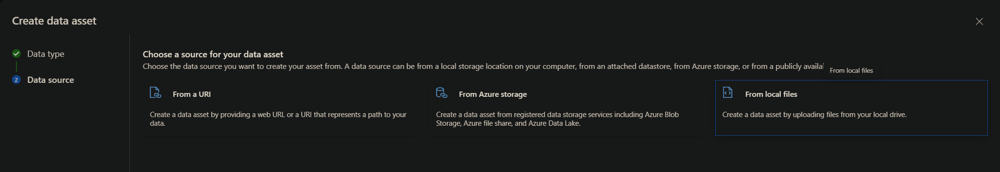 Create data asset
Data type
2
Data source
Choose a source for your data asset
Choose the data source you want to create your asset from. A data source can be from a local storage location on your computer, from an attached datastore, from Azure storage, or from a publicly
From local files
From a URI
Create a data asset by providing a web URL or a URI that represents a path to your
data.
From Azure storage
Create a data asset from registered data storage services including Azure Blob
Storage, Azure file share, and Azure Data Lake.
From local files
Create a data asset by uploading files from your local drive.